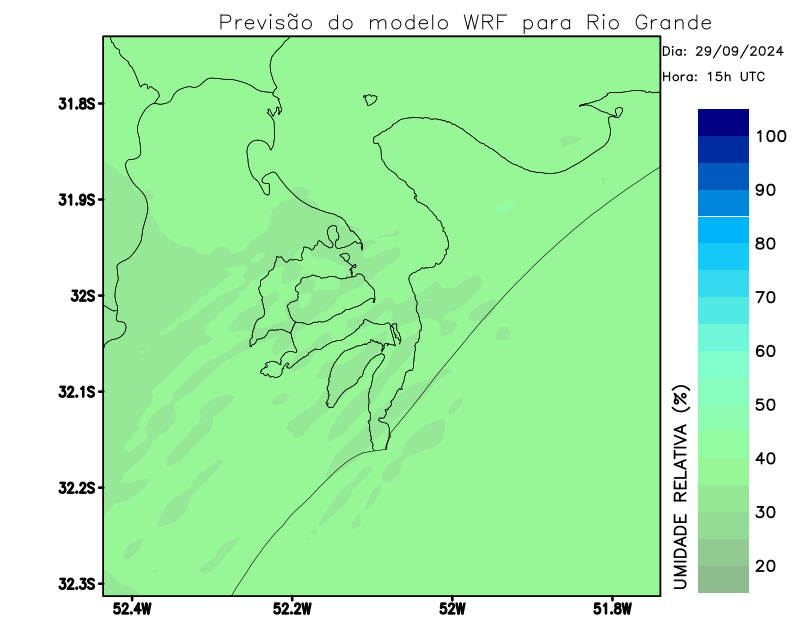 Previsão do modelo WRF para Rio Grande
Dia: 29/09/2024
Hora: 15h UTC
31.8S
31.9S
32S
32.1S
32.2S
32.3S
52.4W
52.2W
52W
51.8W
UMIDADE RELATIVA (%)
100
90
80
70
60
50
40
30
20